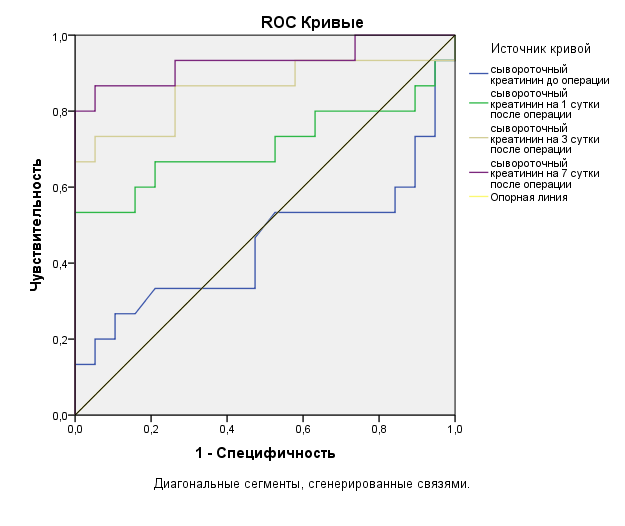 ROC Кривые
Источник кривой
сывороточный
креатинин до операции
сывороточный
креатинин на 1 сутки
после операции
сывороточный
креатинин на 3 сутки
после операции
сывороточный
креатинин на 7 сутки
после операции
Опорная линия
Чувствительность
1,0
0,8
0,6
0,4
0,2
0,0
0,0 0,2 0,4 0,6 0,8 1,0
1 - Специфичность
Диагональные сегменты, сгенерированные связями.